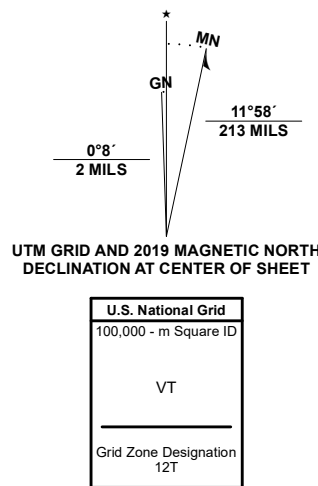 ★
MN
GN
11°58´
213 MILS
0°8´
2 MILS
UTM GRID AND 2019 MAGNETIC NORTH
DECLINATION AT CENTER OF SHEET
U.S. National Grid
100,000 - m Square ID
VT
Grid Zone Designation
12T